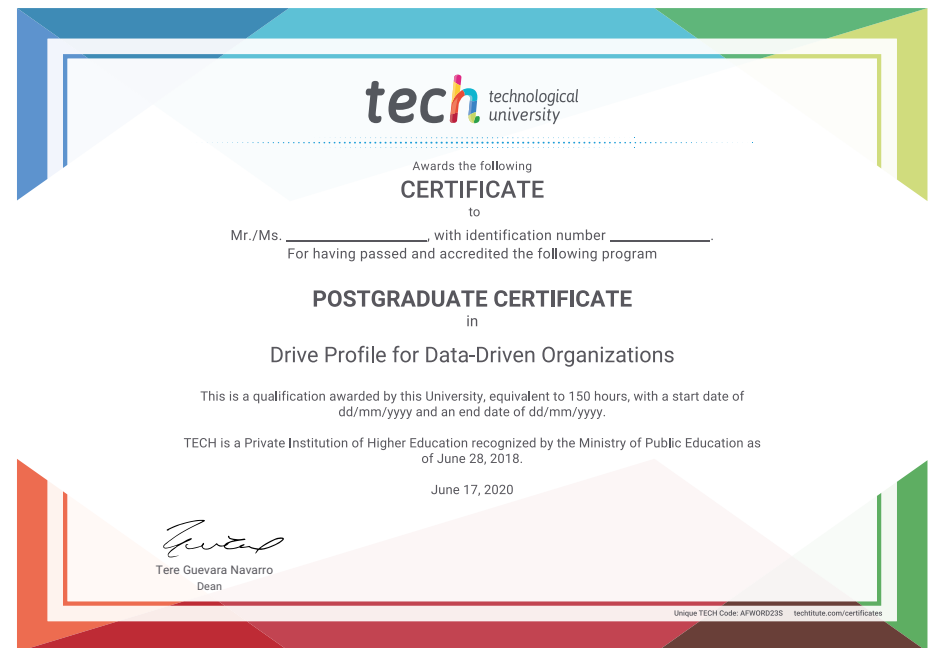 tech technological
university
Awards the following
CERTIFICATE
to
Mr./Ms. ____________, with identification number ____________.
For having passed and accredited the following program
POSTGRADUATE CERTIFICATE
in
Drive Profile for Data-Driven Organizations
This is a qualification awarded by this University, equivalent to 150 hours, with a start date of
dd/mm/yyyy and an end date of dd/mm/yyyy.
TECH is a Private Institution of Higher Education recognized by the Ministry of Public Education as
of June 28, 2018.
June 17, 2020
Tere Guevara Navarro
Dean
Unique TECH Code: AFWORD23S techtitute.com/certificates